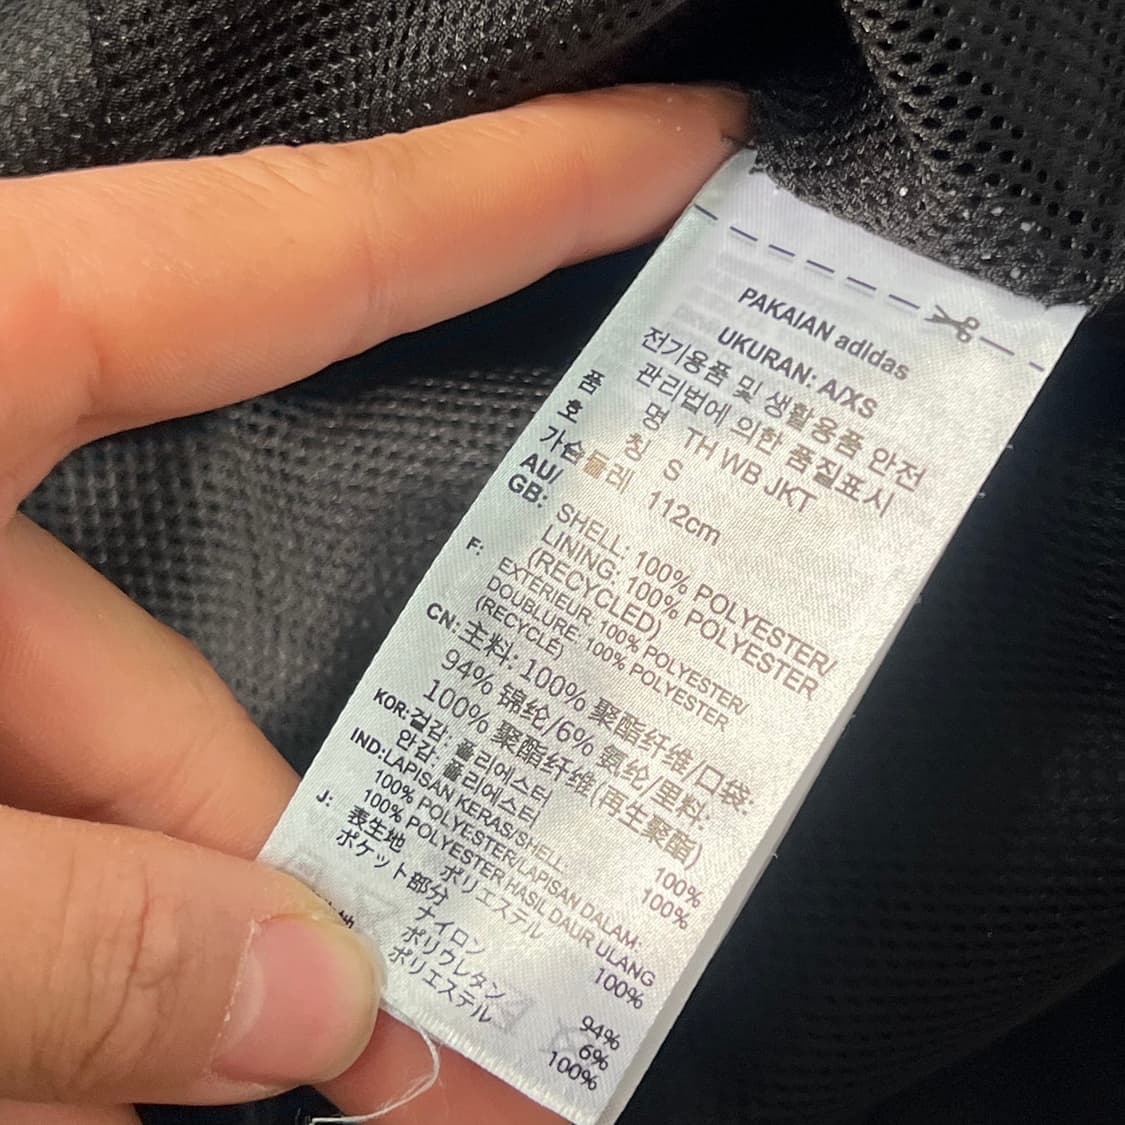 PAKAIAN adidas
UKURAN: A/XS
전기용품 및 생활용품 안전
관리법에 의한 품질표시
품 명 TH WB JKT
호 칭 S
가슴둘레 112cm
AU/
GB: SHELL: 100% POLYESTER/
LINING: 100% POLYESTER
(RECYCLED)
F: EXTÉRIEUR: 100% POLYESTER/
DOUBLURE: 100% POLYESTER
(RECYCLÉ)
CN: 主料: 100% 聚酯纤维/口袋:
94% 锦纶/6% 氨纶/里料:
100% 聚酯纤维(再生聚酯)
KOR: 겉감: 폴리에스터 100%
안감: 폴리에스터 100%
IND:LAPISAN KERAS/SHELL:
100% POLYESTER/LAPISAN DALAM:
100% POLYESTER HASIL DAUR ULANG
J: 表生地 ポリエステル 100%
ポケット部分
ナイロン 94%
ポリウレタン 6%
地 ポリエステル 100%